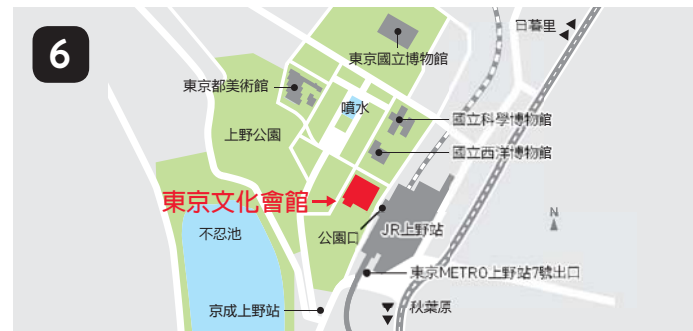 6
日暮里
東京國立博物館
東京都美術館
噴水
國立科學博物館
上野公園
國立西洋博物館
東京文化會館
N
不忍池
公園口
JR上野站
東京METRO上野站7號出口
京成上野站
秋葉原